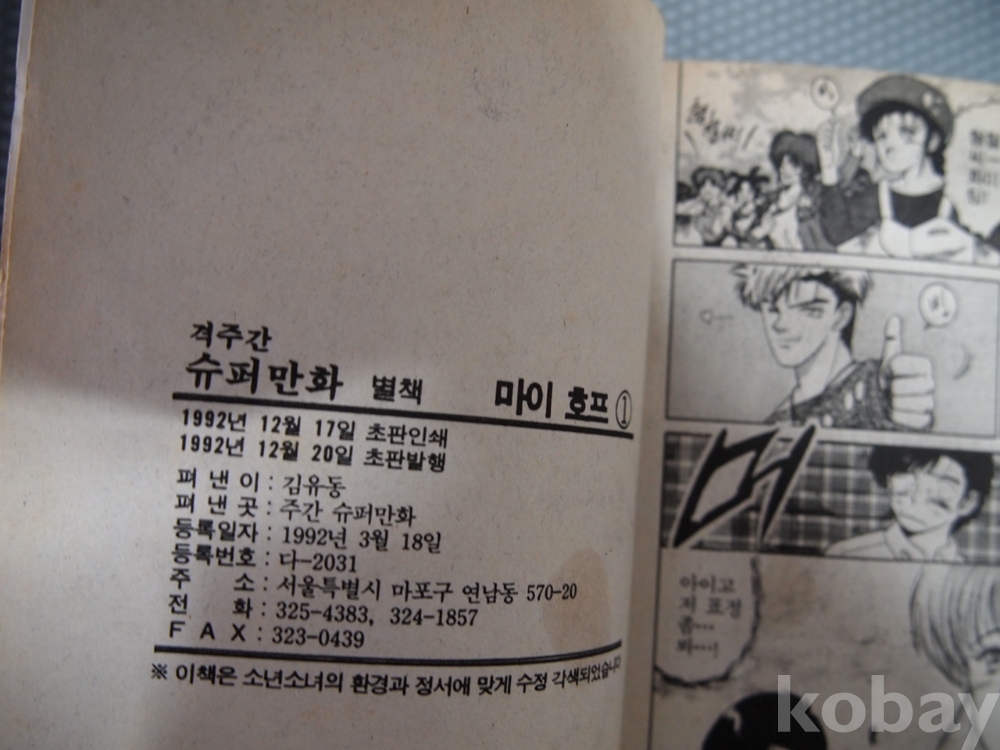 격주간
슈퍼만화 별책 마이 호프 ①
1992년 12월 17일 초판인쇄
1992년 12월 20일 초판발행
펴 낸 이 : 김유동
펴 낸 곳 : 주간 슈퍼만화
등록일자 : 1992년 3월 18일
등록번호 : 다-2031
주 소 : 서울특별시 마포구 연남동 570-20
전 화 : 325-4383, 324-1857
F A X : 323-0439
※ 이책은 소년소녀의 환경과 정서에 맞게 수정 각색되었습니다
아이고
저 표정
좀…
봐…!
kobay